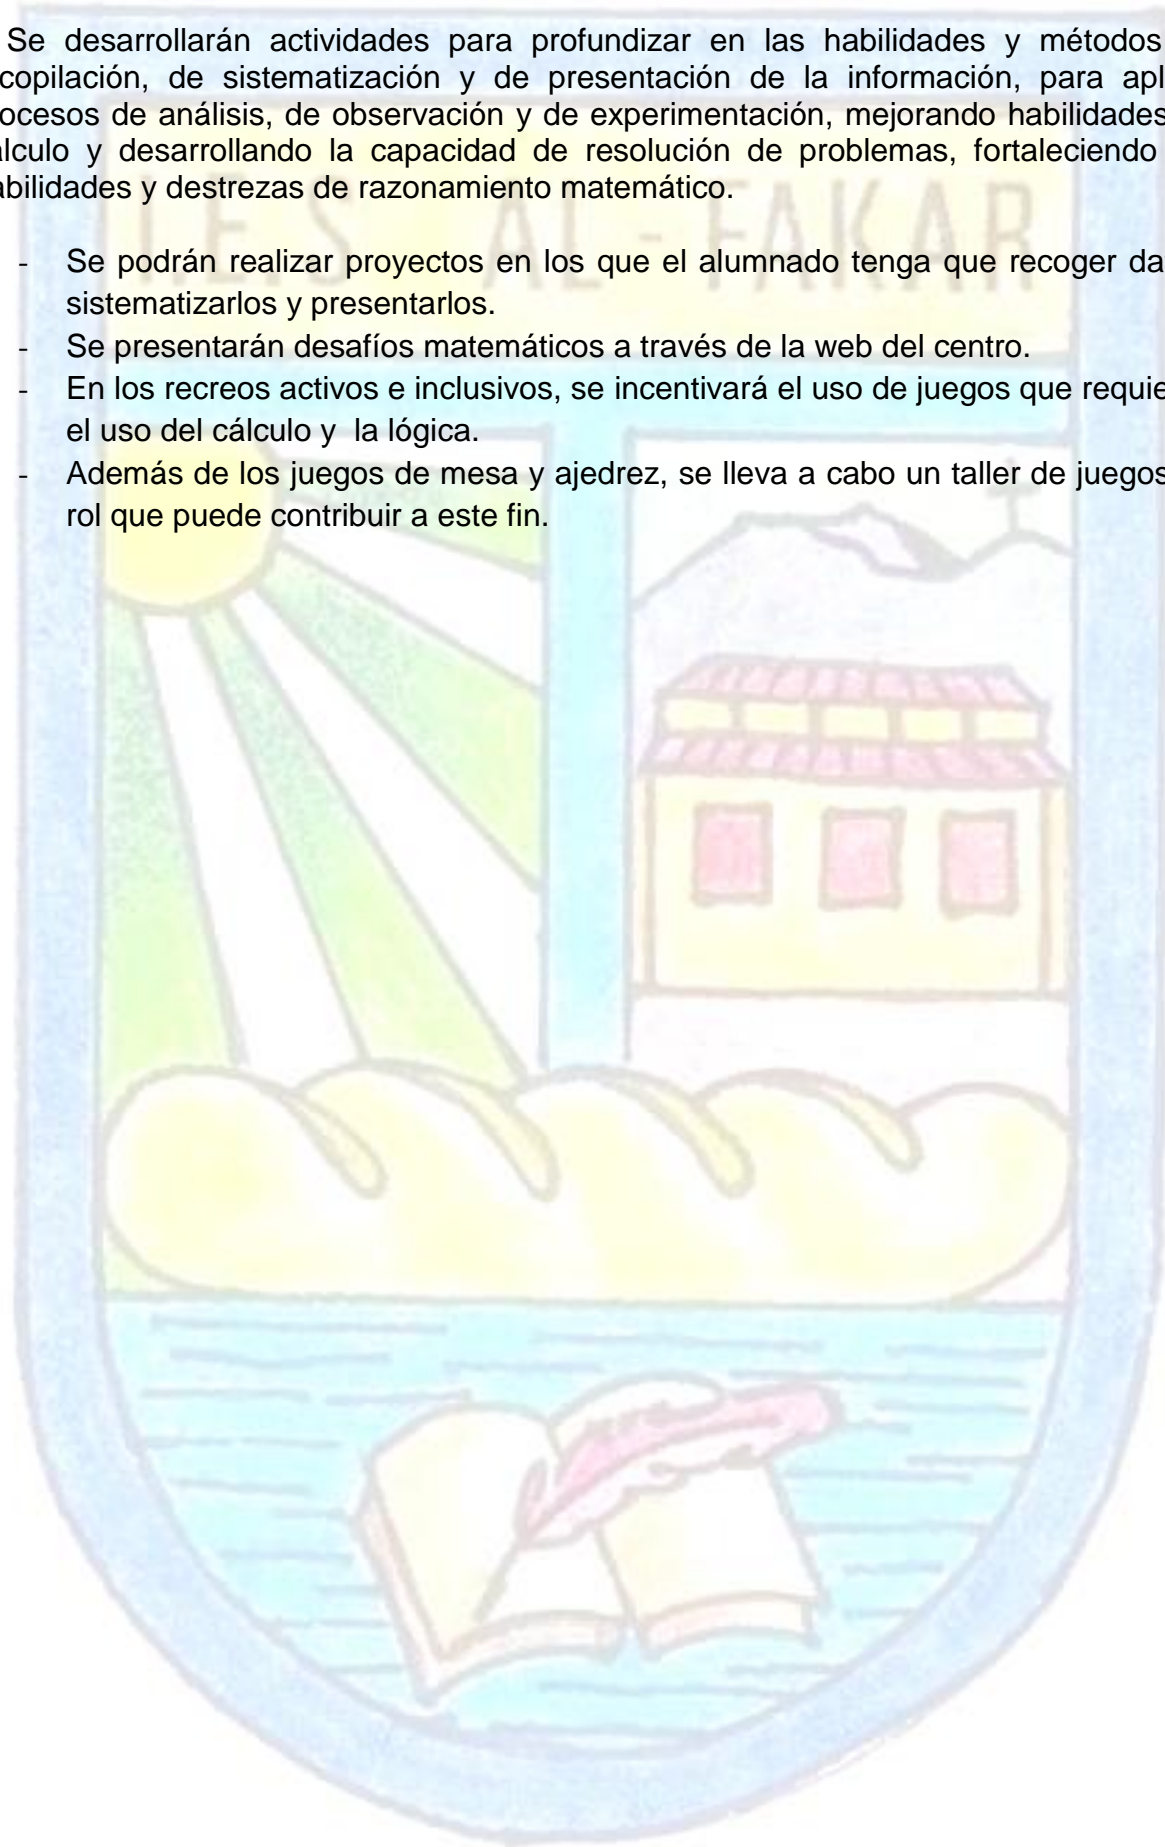 Se desarrollarán actividades para profundizar en las habilidades y métodos
copilación, de sistematización y de presentación de la información, para apl
ocesos de análisis, de observación y de experimentación, mejorando habilidades
lculo y desarrollando la capacidad de resolución de problemas, fortaleciendo
abilidades y destrezas de razonamiento matemático.
I.E.S AL-FAKAR
- Se podrán realizar proyectos en los que el alumnado tenga que recoger da
sistematizarlos y presentarlos.
- Se presentarán desafíos matemáticos a través de la web del centro.
- En los recreos activos e inclusivos, se incentivará el uso de juegos que requie
el uso del cálculo y la lógica.
- Además de los juegos de mesa y ajedrez, se lleva a cabo un taller de juegos
rol que puede contribuir a este fin.